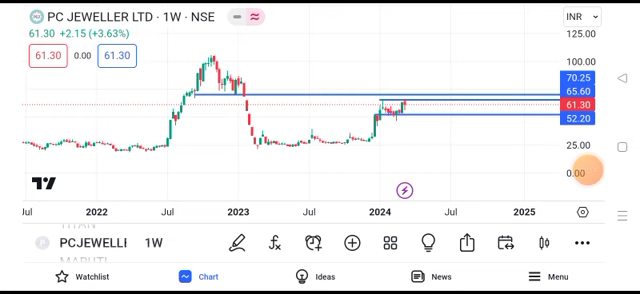 PC JEWELLER LTD · 1W · NSE
INR
61.30 +2.15 (+3.63%)
61.30 0.00 61.30
125.00
100.00
70.25
65.60
61.30
52.20
25.00
0.00
Jul 2022 Jul 2023 Jul 2024 Jul 2025
PCJEWELLI 1W
MARUTI
Watchlist Chart Ideas News Menu